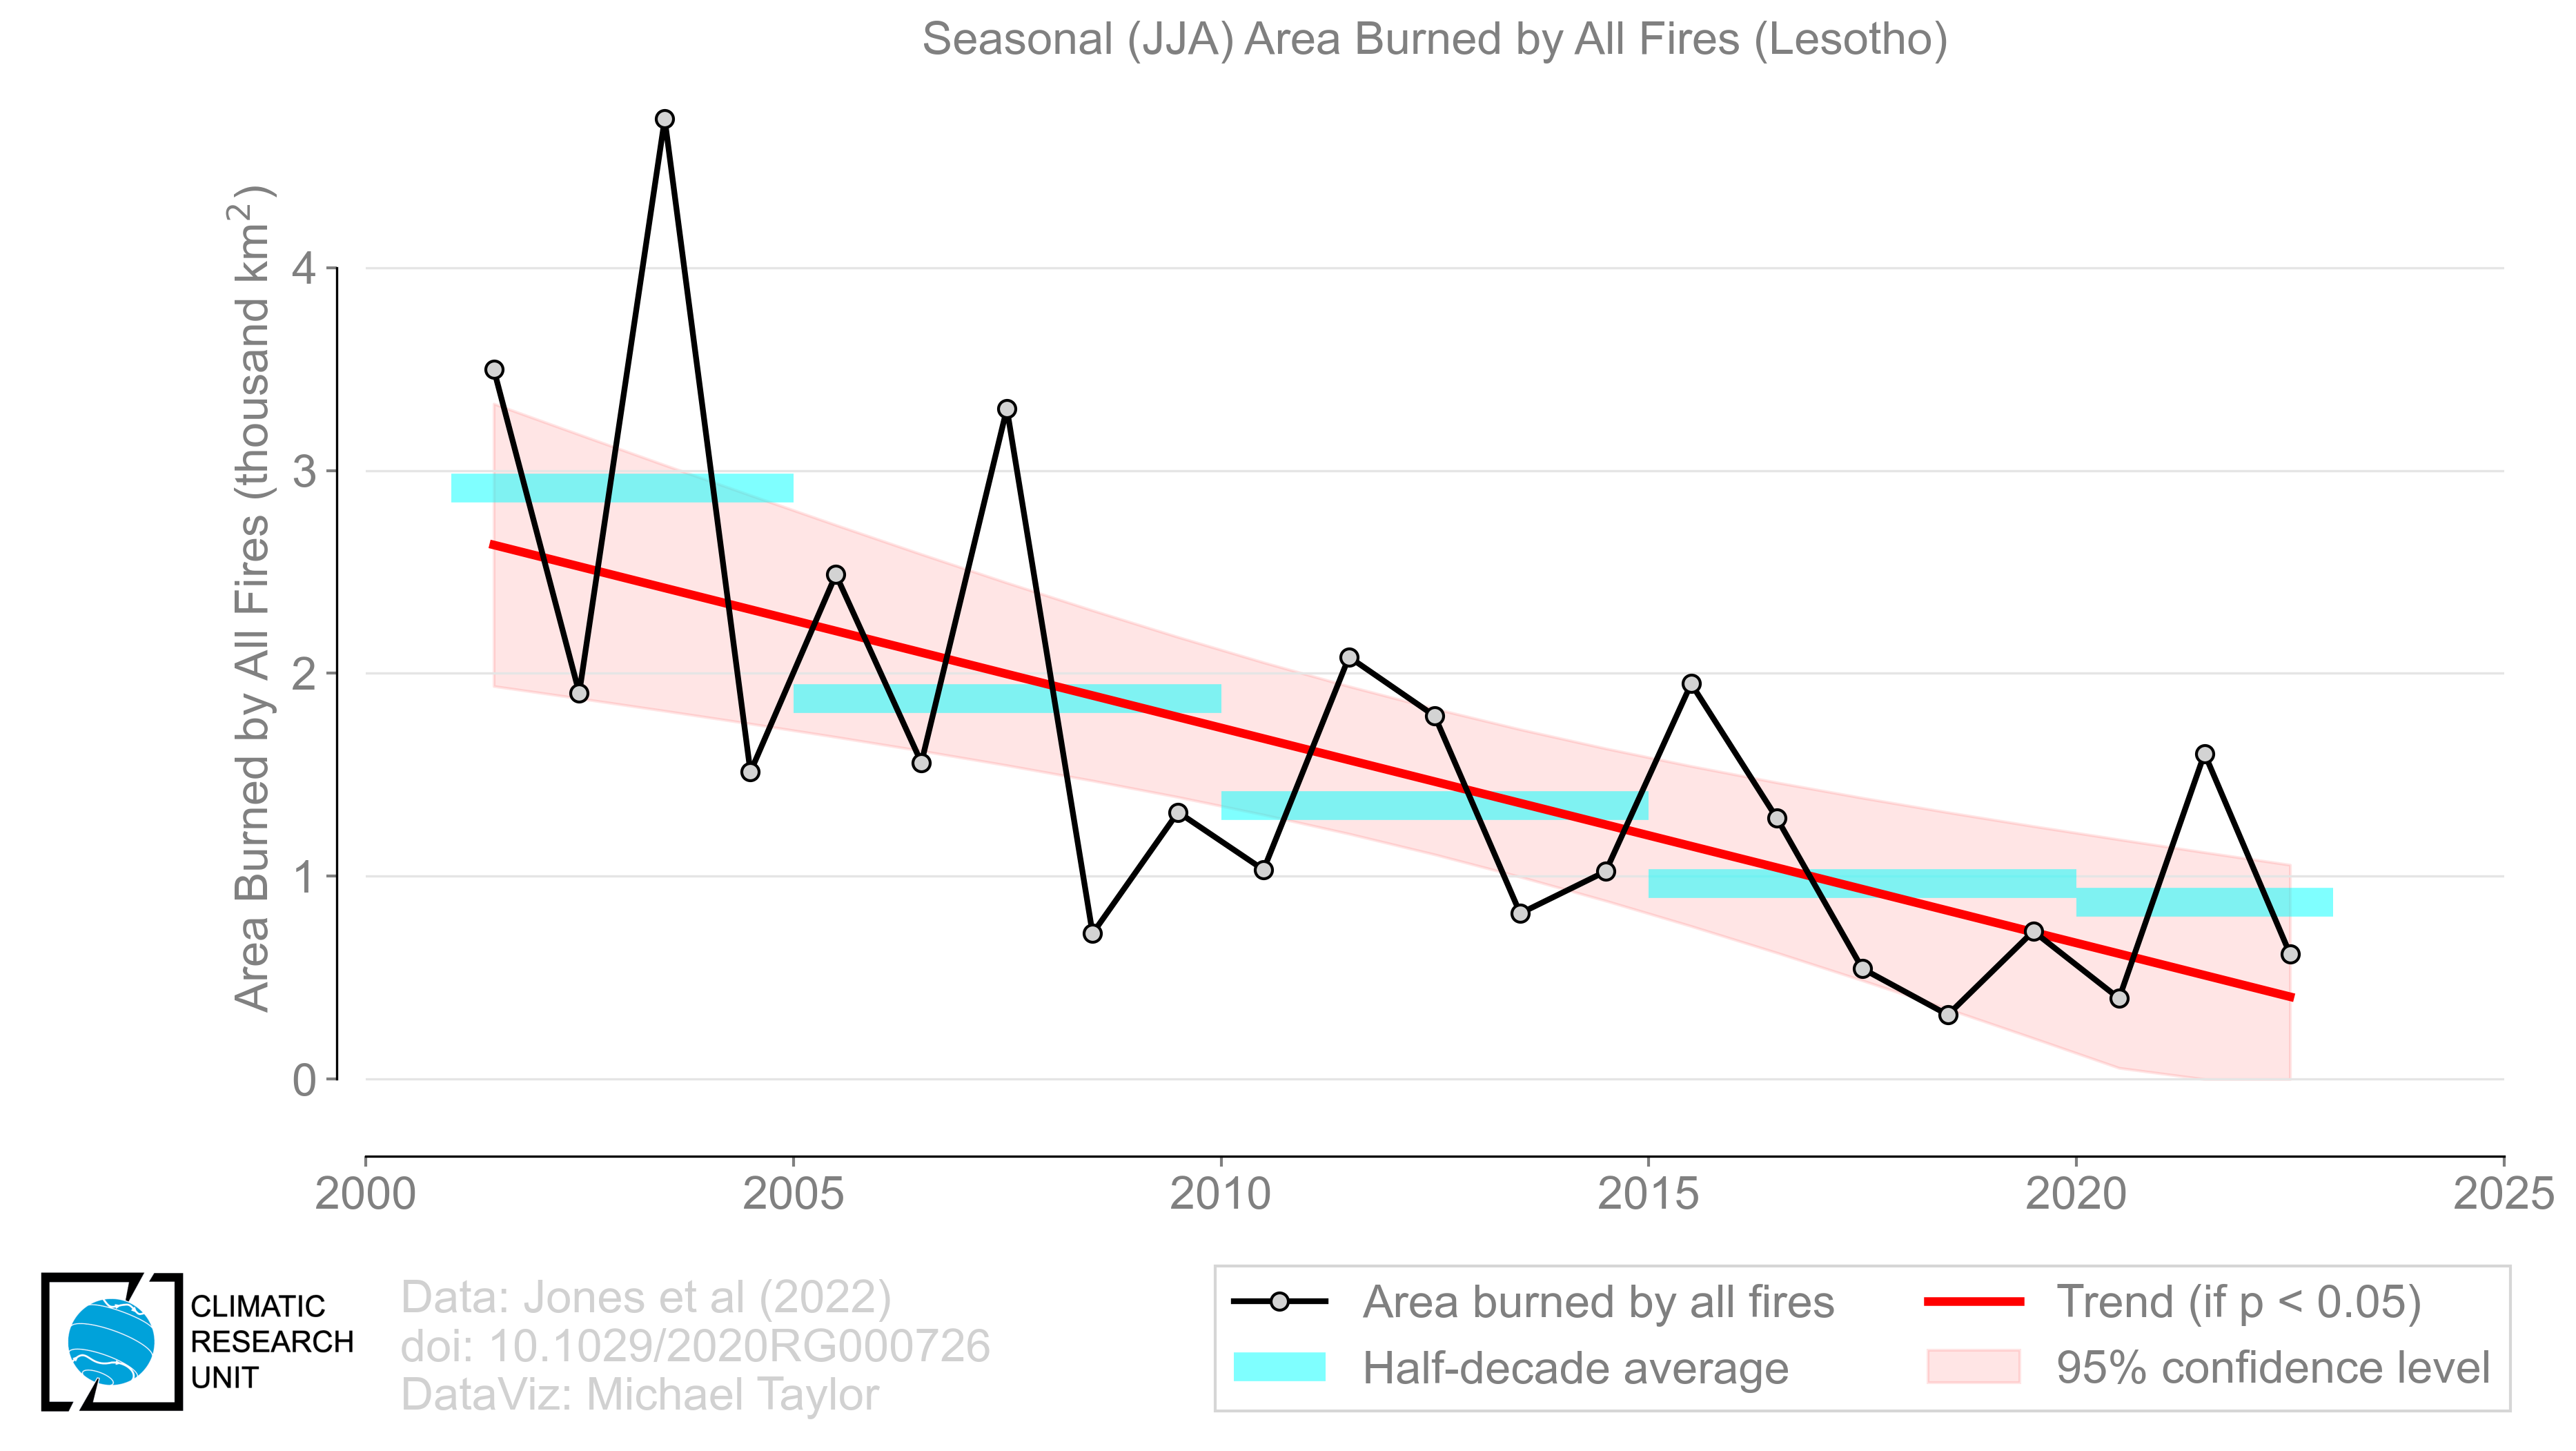 Seasonal (JJA) Area Burned by All Fires (Lesotho)
Area Burned by All Fires (thousand km²)
4
3
2
1
0
2000 2005 2010 2015 2020 2025
CLIMATIC
RESEARCH
UNIT
Data: Jones et al (2022)
doi: 10.1029/2020RG000726
DataViz: Michael Taylor
Area burned by all fires
Half-decade average
Trend (if p < 0.05)
95% confidence level